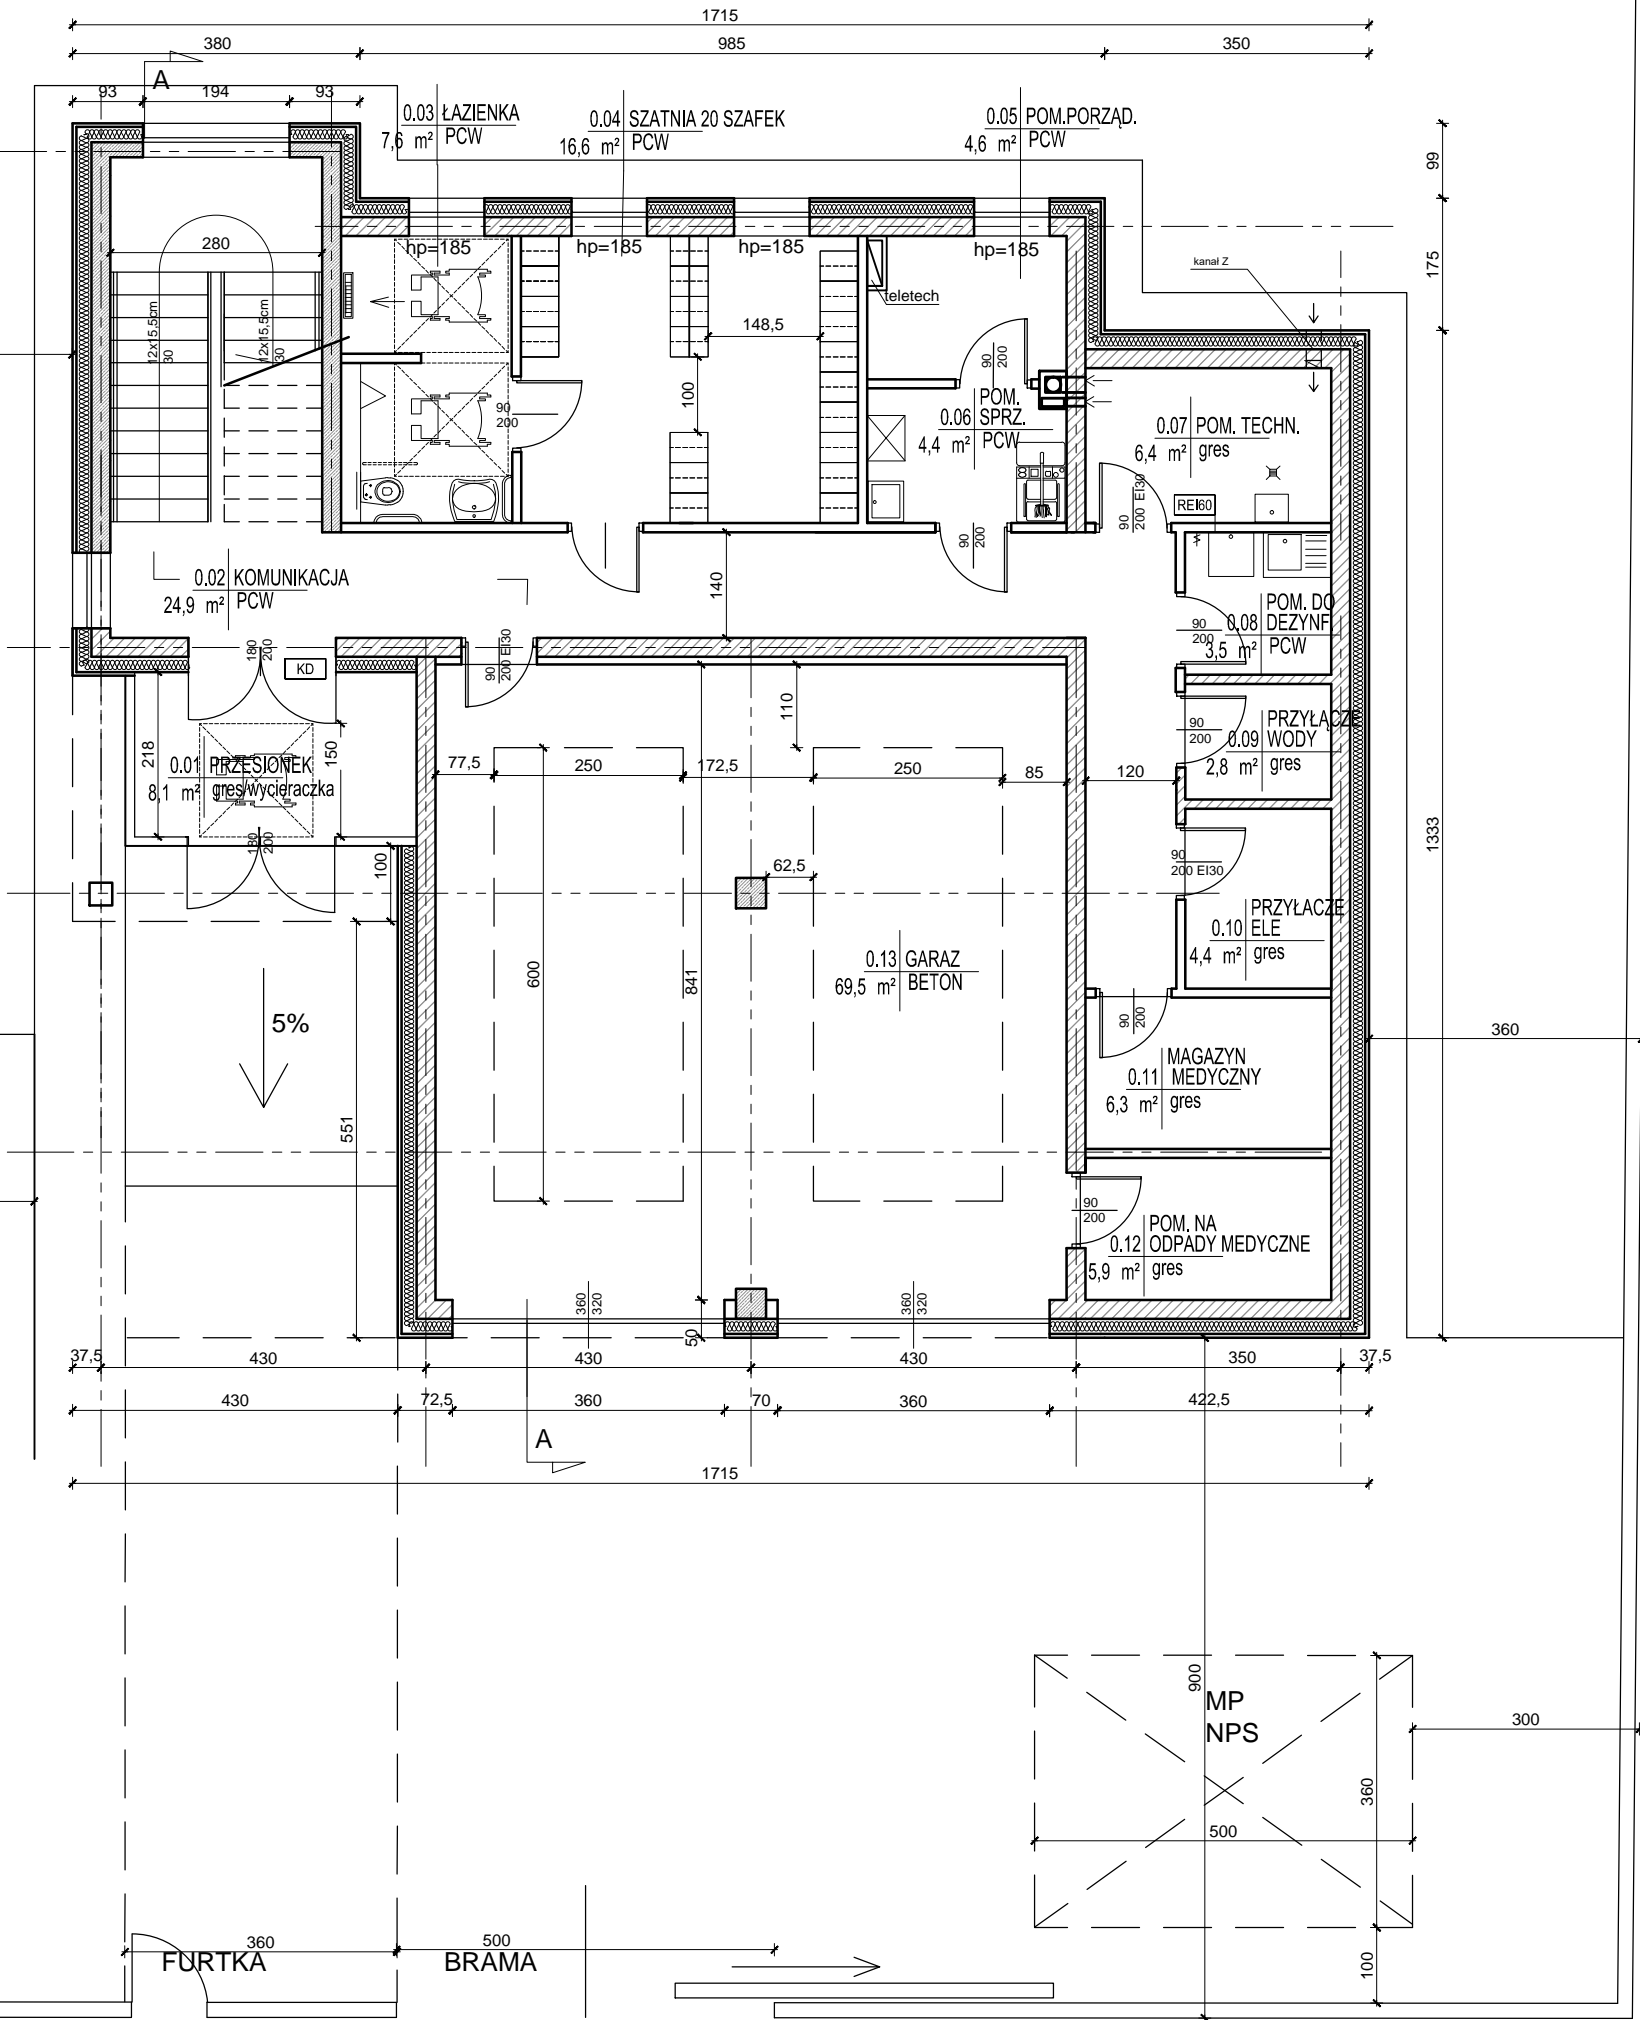 1715
380
985
350
A
93
194
93
0.03 ŁAZIENKA
7,6 m² PCW
0.04 SZATNIA 20 SZAFEK
16,6 m² PCW
0.05 POM.PORZĄD.
4,6 m² PCW
99
175
1333
280
12x15,5cm
30
12x15,5cm
30
hp=185
hp=185
hp=185
hp=185
teletech
kanał Z
148,5
100
90
200
90
200
POM.
0.06 SPRZ.
4,4 m² PCW
0.07 POM. TECHN.
6,4 m² gres
REI60
90
200 EI30
90
200
0.02 KOMUNIKACJA
24,9 m² PCW
140
POM. DO
0.08 DEZYNF.
3,5 m² PCW
90
200
180
200
KD
90
200 EI30
110
218
150
0.01 PRZESIONEK
8,1 m² gres/wycieraczka
180
200
100
77,5
250
172,5
250
85
120
90
200
PRZYŁĄCZE
0.09 WODY
2,8 m² gres
62,5
90
200 EI30
PRZYŁACZE
0.10 ELE
4,4 m² gres
0.13 GARAZ
69,5 m² BETON
600
841
5%
551
90
200
MAGAZYN
0.11 MEDYCZNY
6,3 m² gres
360
90
200
POM. NA
0.12 ODPADY MEDYCZNE
5,9 m² gres
360
320
360
320
50
37,5
430
430
430
350
37,5
430
72,5
360
70
360
422,5
A
1715
900
MP
NPS
300
360
500
100
360
FURTKA
500
BRAMA